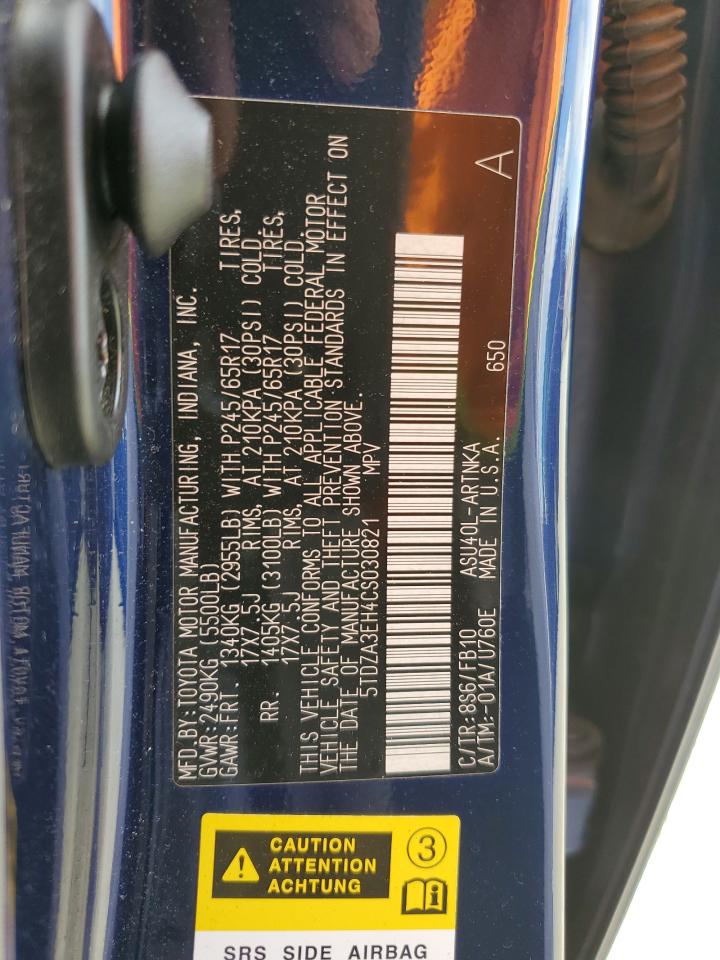 MFD.BY:TOYOTA MOTOR MANUFACTURING, INDIANA, INC.
GVWR:2490KG (5500LB)
GAWR:FRT. 1340KG (2955LB) WITH P245/65R17 TIRES,
17X7.5J RIMS, AT 210KPA (30PSI) COLD.
RR. 1405KG (3100LB) WITH P245/65R17 TIRES,
17X7.5J RIMS, AT 210KPA (30PSI) COLD.
THIS VEHICLE CONFORMS TO ALL APPLICABLE FEDERAL MOTOR
VEHICLE SAFETY AND THEFT PREVENTION STANDARDS IN EFFECT ON
THE DATE OF MANUFACTURE SHOWN ABOVE.
5TDZA3EH4CS030821 MPV
C/TR:8S6/FB10 ASU40L-ARTNKA 650 A
A/TM:-01A/U760E MADE IN U.S.A.
CAUTION
ATTENTION
ACHTUNG
3
SRS SIDE AIRBAG